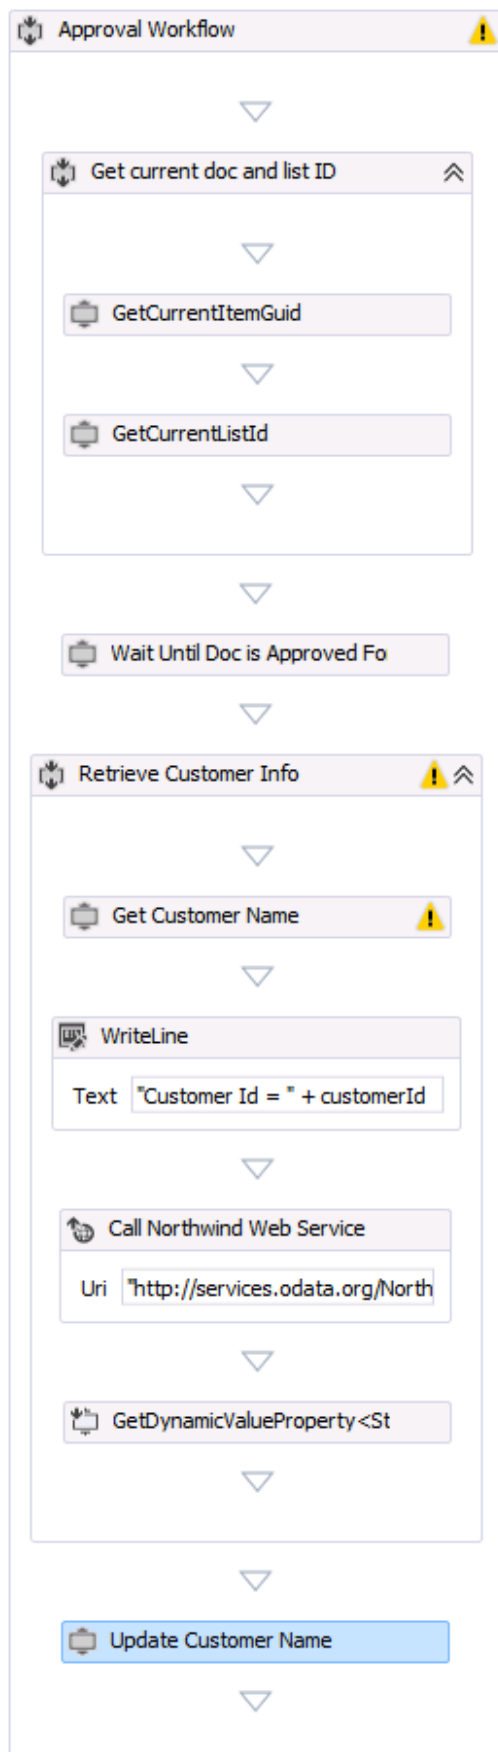 Approval Workflow
Get current doc and list ID
GetCurrentItemGuid
GetCurrentListId
Wait Until Doc is Approved Fo
Retrieve Customer Info
Get Customer Name
WriteLine
Text "Customer Id = " + customerId
Call Northwind Web Service
Uri "http://services.odata.org/North
GetDynamicValueProperty<St
Update Customer Name